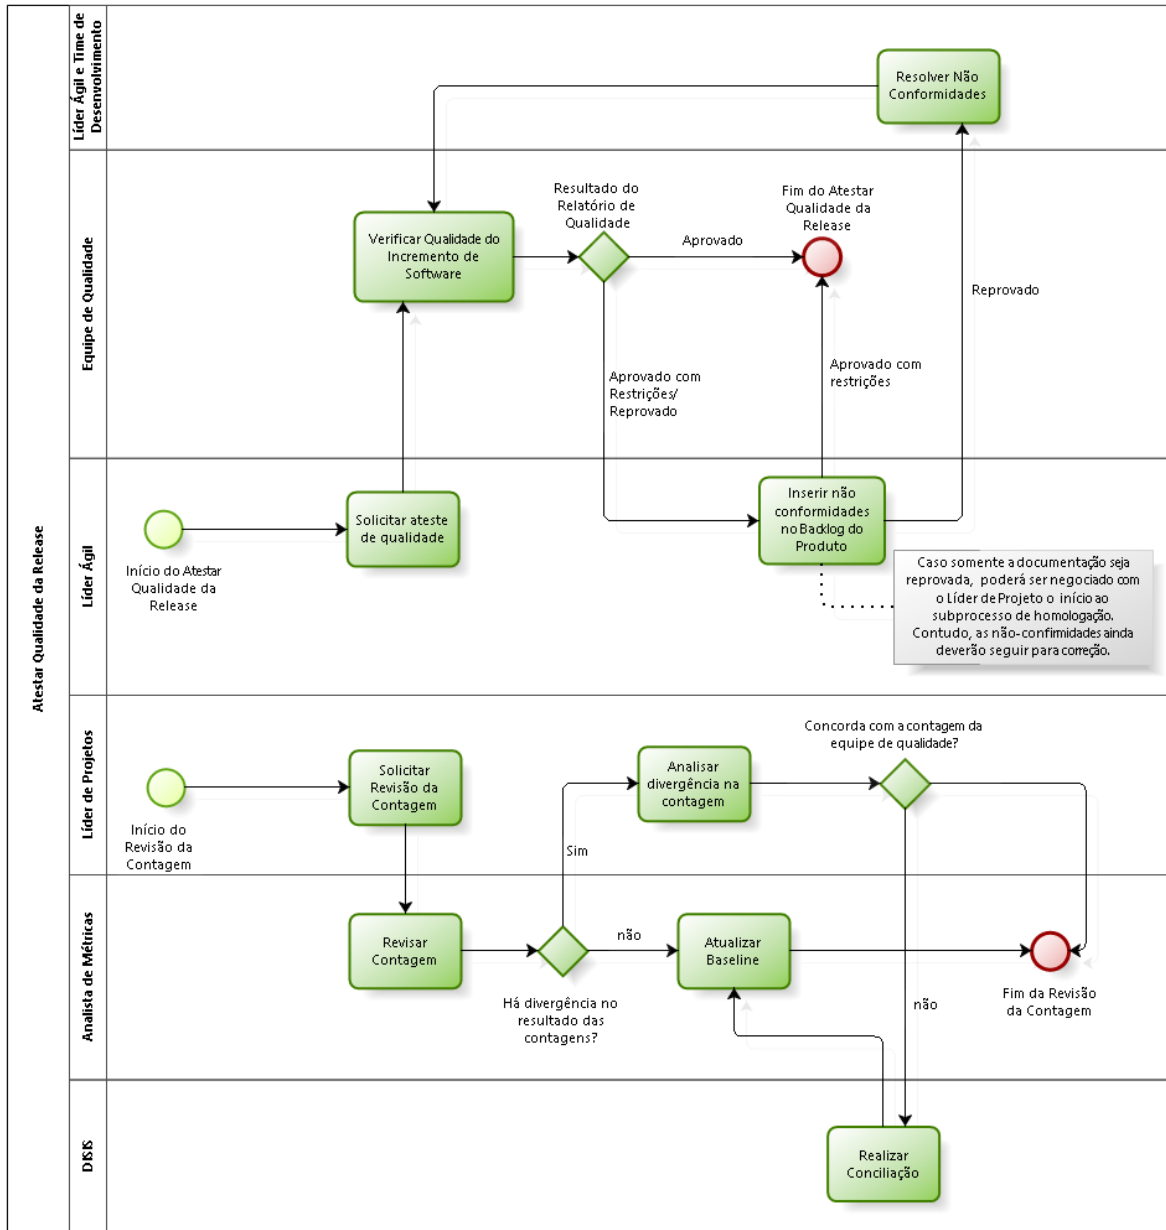 Atestar Qualidade da Release
Líder Ágil e Time de
Desenvolvimento
Resolver Não
Conformidades
Equipe de Qualidade
Verificar Qualidade do
Incremento de
Software
Resultado do
Relatório de
Qualidade
Aprovado
Fim do Atestar
Qualidade da
Release
Reprovado
Aprovado com
Restrições/
Reprovado
Aprovado com
restrições
Líder Ágil
Início do Atestar
Qualidade da
Release
Solicitar ateste
de qualidade
Inserir não
conformidades
no Backlog do
Produto
Caso somente a documentação seja
reprovada, poderá ser negociado com
o Líder de Projeto o início ao
subprocesso de homologação.
Contudo, as não-confirmidades ainda
deverão seguir para correção.
Líder de Projetos
Início do
Revisão da
Contagem
Solicitar
Revisão da
Contagem
Analisar
divergência na
contagem
Concorda com a contagem da
equipe de qualidade?
Sim
Analista de Métricas
Revisar
Contagem
Há divergência no
resultado das
contagens?
não
Atualizar
Baseline
não
Fim da Revisão
da Contagem
DISIS
Realizar
Conciliação